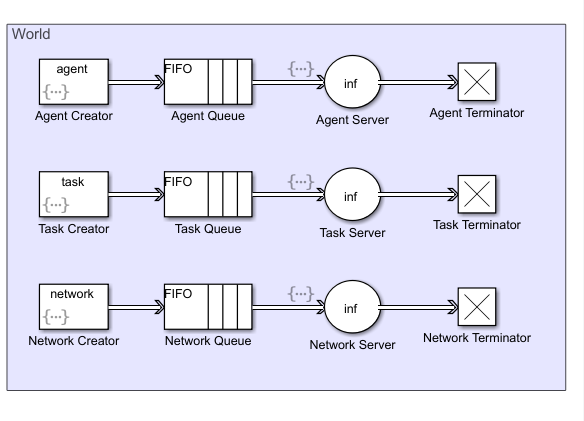 World
agent
{...}
FIFO
{...}
inf
Agent Creator
Agent Queue
Agent Server
Agent Terminator
task
{...}
FIFO
{...}
inf
Task Creator
Task Queue
Task Server
Task Terminator
network
{...}
FIFO
{...}
inf
Network Creator
Network Queue
Network Server
Network Terminator